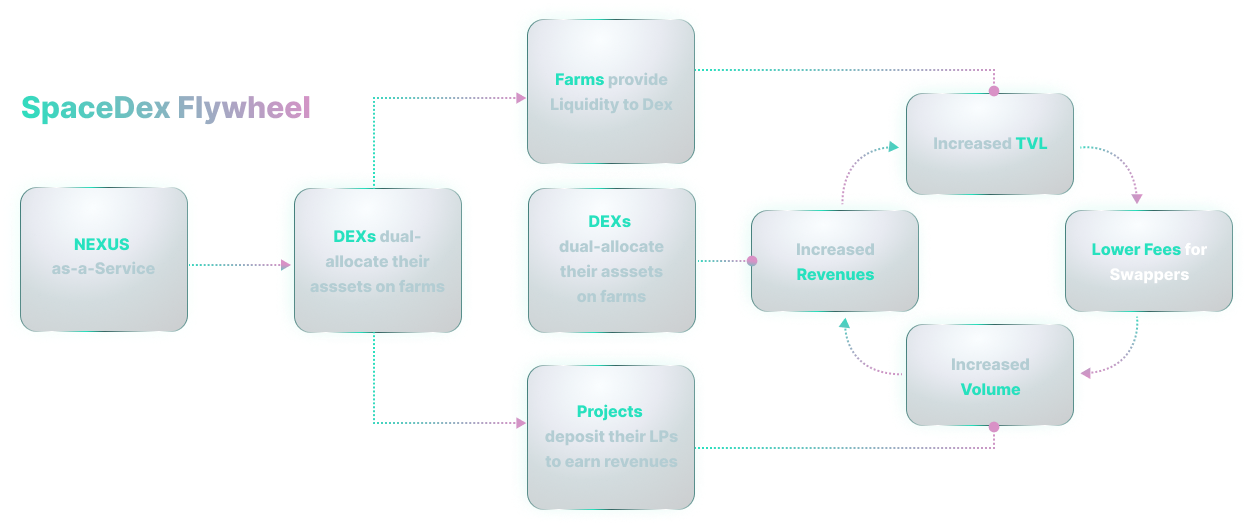 SpaceDex Flywheel
NEXUS
as-a-Service
DEXs dual-
allocate their
asssets on farms
Farms provide
Liquidity to Dex
DEXs
dual-allocate
their asssets
on farms
Projects
deposit their LPs
to earn revenues
Increased TVL
Lower Fees for
Swappers
Increased
Volume
Increased
Revenues